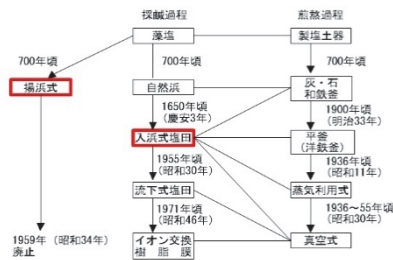 採鹹過程 煎熬過程
藻塩 製塩土器
700年頃 700年頃 700年頃
揚浜式 自然浜 灰・石
和鉄釜
1650年頃
(慶安3年)
1900年頃
(明治33年)
入浜式塩田 平釜
(洋鉄釜)
1955年頃
(昭和30年)
1936年頃
(昭和11年)
流下式塩田 蒸気利用式
1971年頃
(昭和46年)
1936〜55年頃
(昭和30年)
1959年 (昭和34年)
廃止
イオン交換
樹脂膜
真空式